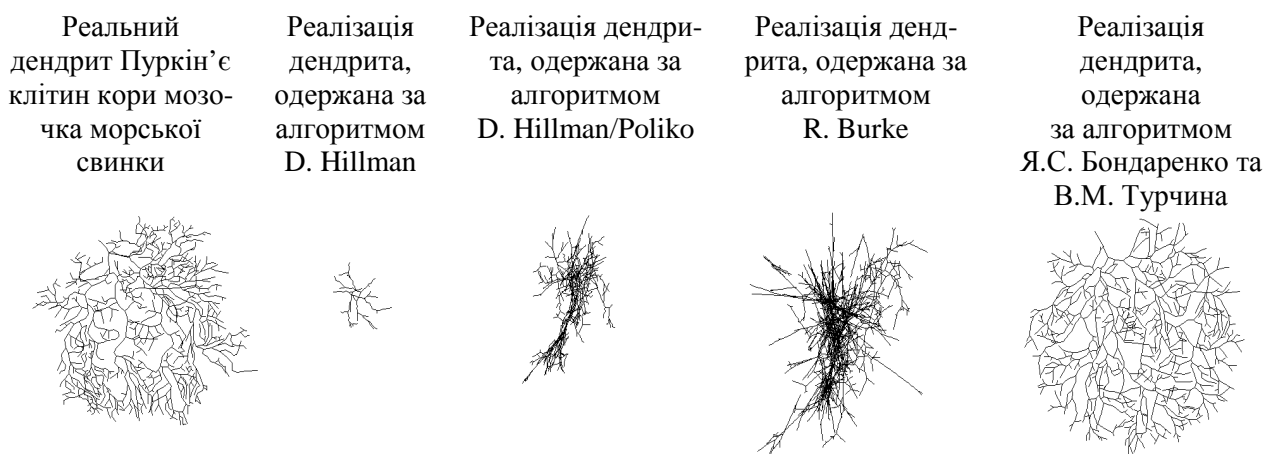 Реальний
дендрит Пуркін’є
клітин кори мозо-
чка морської
свинки
Реалізація
дендрита,
одержана за
алгоритмом
D. Hillman
Реалізація дендри-
та, одержана за
алгоритмом
D. Hillman/Poliko
Реалізація денд-
рита, одержана за
алгоритмом
R. Burke
Реалізація
дендрита,
одержана
за алгоритмом
Я.С. Бондаренко та
В.М. Турчина